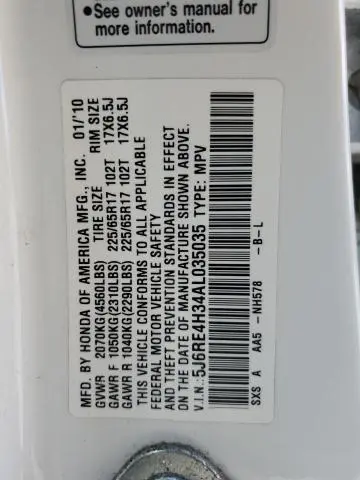 •See owner's manual for
more information.
MFD. BY HONDA OF AMERICA MFG., INC. 01/'10
GVWR 2070KG(4560LBS) TIRE SIZE RIM SIZE
GAWR F 1050KG(2310LBS) 225/65R17 102T 17X6.5J
GAWR R 1040KG(2290LBS) 225/65R17 102T 17X6.5J
THIS VEHICLE CONFORMS TO ALL APPLICABLE
FEDERAL MOTOR VEHICLE SAFETY
AND THEFT PREVENTION STANDARDS IN EFFECT
ON THE DATE OF MANUFACTURE SHOWN ABOVE.
V.I.N.: 5J6RE4H34AL035035 TYPE: MPV
SXS A AA5 -NH578 -B-L